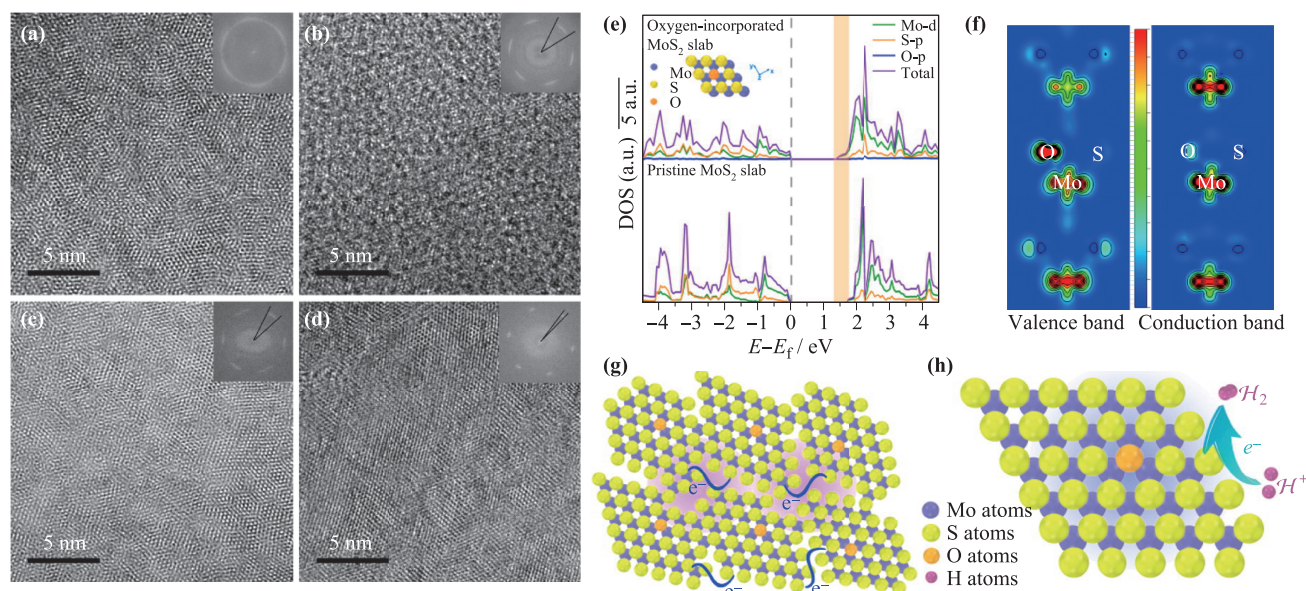 (a)
5 nm
(b)
5 nm
(c)
5 nm
(d)
5 nm
(e)
Oxygen-incorporated
MoS₂ slab
Mo
S
O
y
x
z
Mo-d
S-p
O-p
Total
5 a.u.
DOS (a.u.)
Pristine MoS₂ slab
−4 −3 −2 −1 0 1 2 3 4
E−E_f / eV
(f)
O S
Mo
O S
Mo
Valence band Conduction band
(g)
e⁻ e⁻
e⁻ e⁻
Mo atoms
S atoms
O atoms
H atoms
(h)
H₂
e⁻
H⁺